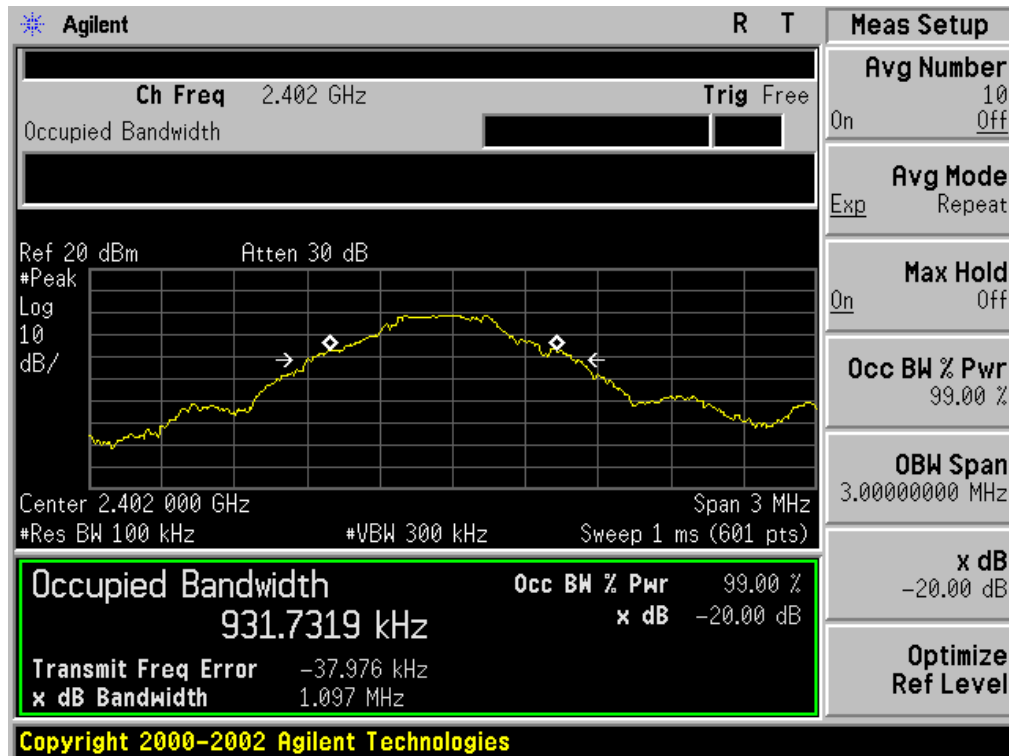 Agilent R T
Ch Freq 2.402 GHz Trig Free
Occupied Bandwidth
Ref 20 dBm Atten 30 dB
#Peak
Log
10
dB/
Center 2.402 000 GHz Span 3 MHz
#Res BW 100 kHz #VBW 300 kHz Sweep 1 ms (601 pts)
Occupied Bandwidth Occ BW % Pwr 99.00 %
931.7319 kHz x dB -20.00 dB
Transmit Freq Error -37.976 kHz
x dB Bandwidth 1.097 MHz
Copyright 2000-2002 Agilent Technologies
Meas Setup
Avg Number
10
On Off
Avg Mode
Exp Repeat
Max Hold
On Off
Occ BW % Pwr
99.00 %
OBW Span
3.00000000 MHz
x dB
-20.00 dB
Optimize
Ref Level